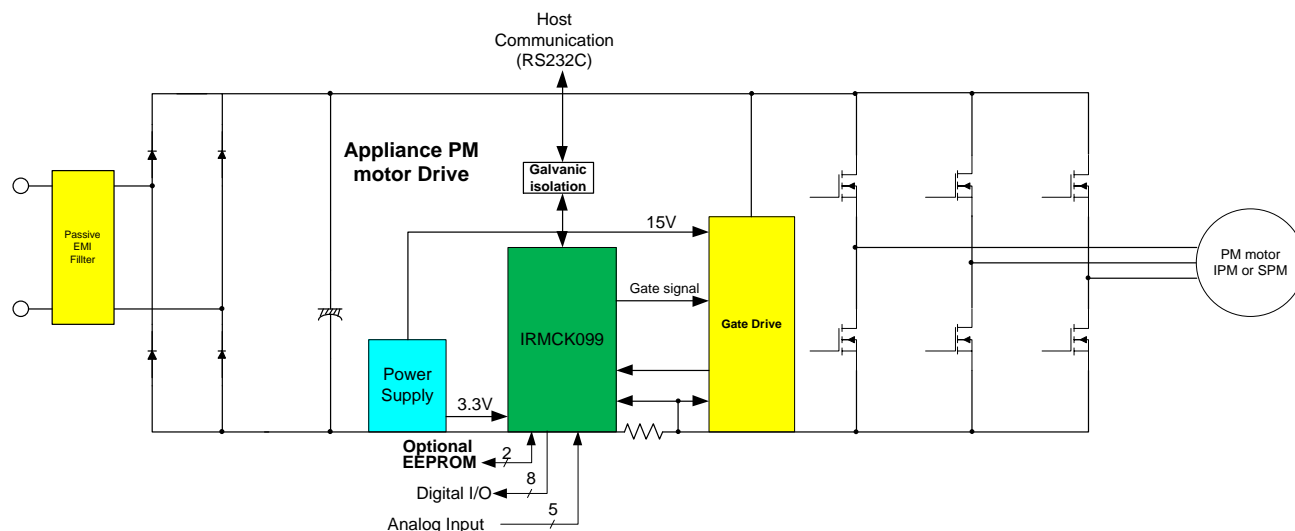 Host
Communication
(RS232C)
Appliance PM
motor Drive
Galvanic
isolation
Passive
EMI
Fillter
15V
PM motor
IPM or SPM
Gate signal
IRMCK099
Gate Drive
Power
Supply
3.3V
Optional
EEPROM
2
Digital I/O
8
Analog Input
5